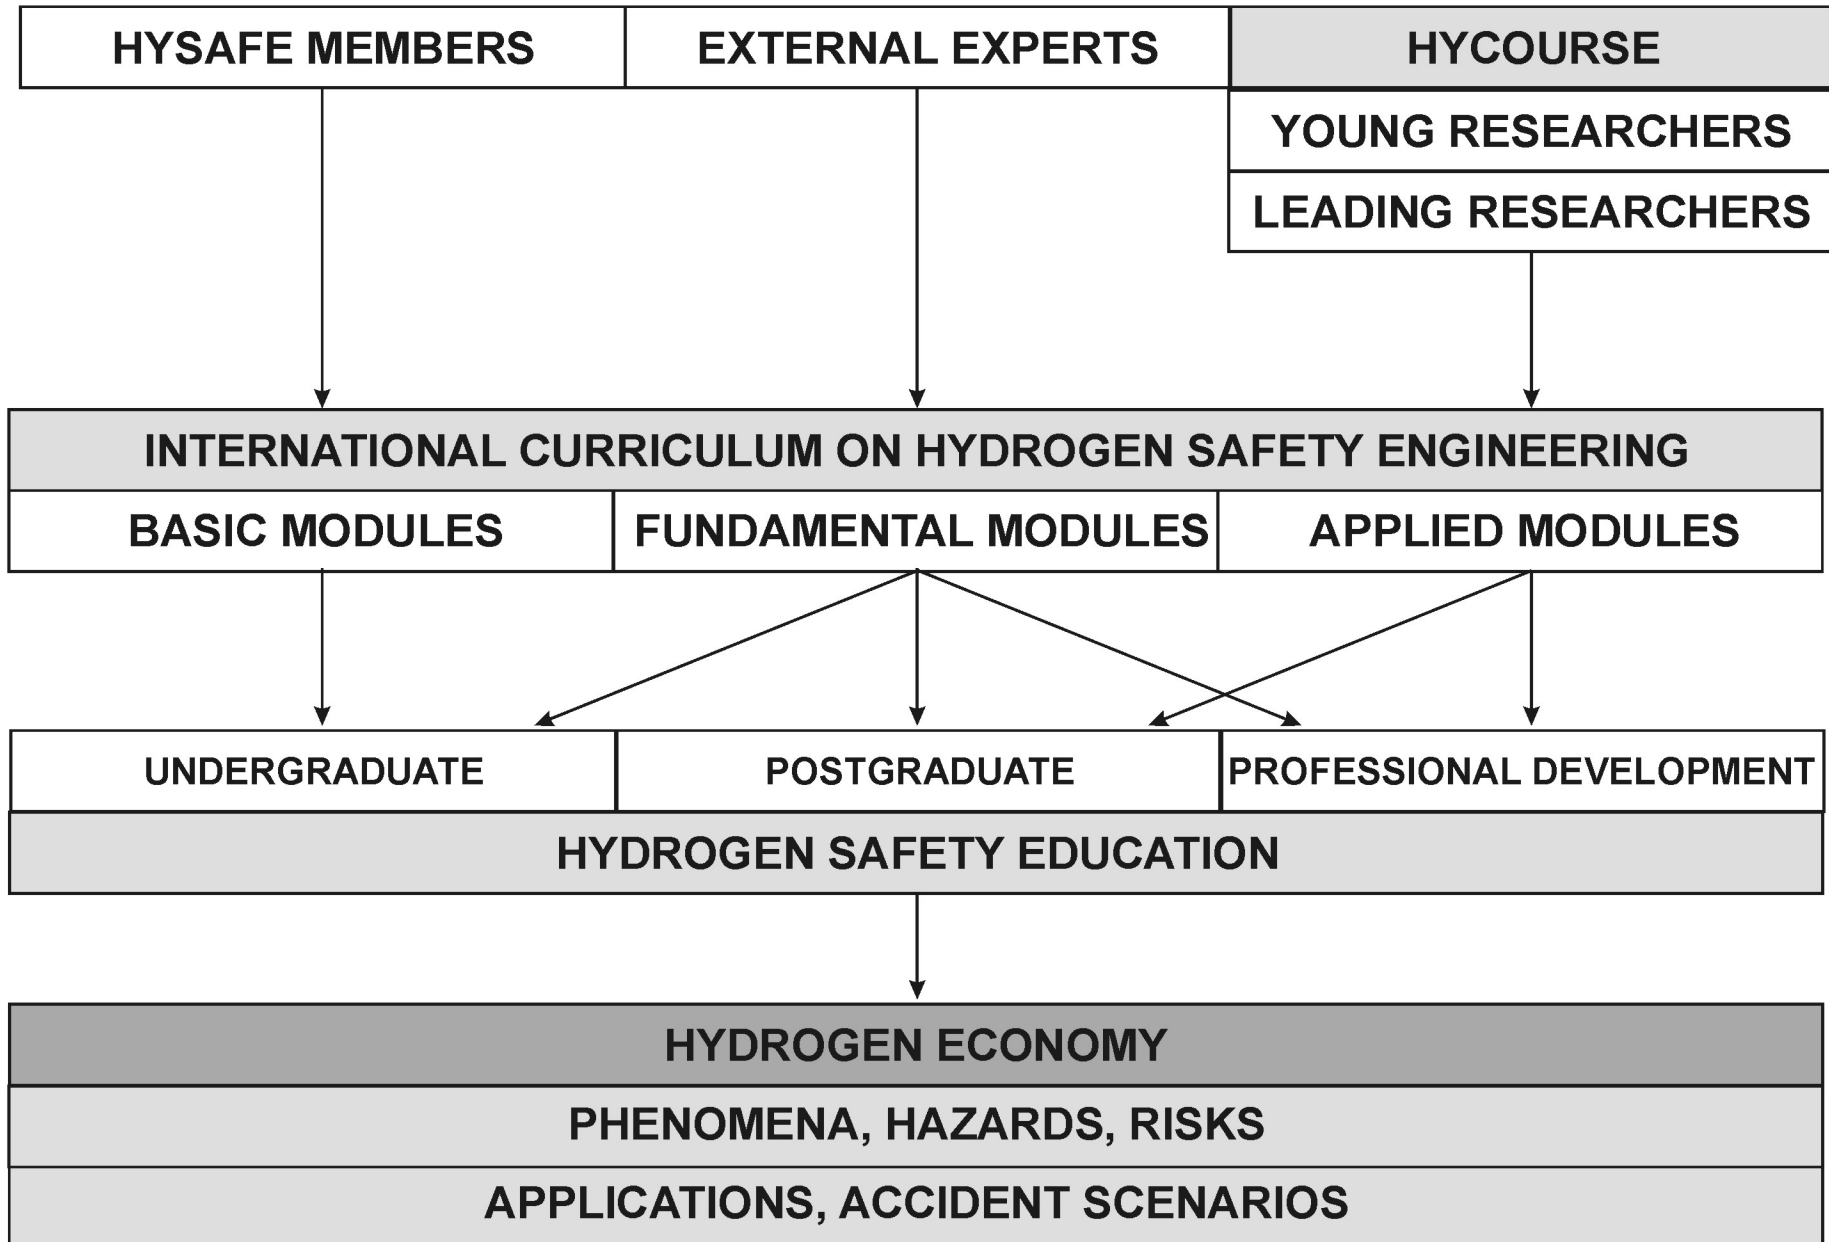 HYSAFE MEMBERS
EXTERNAL EXPERTS
HYCOURSE
YOUNG RESEARCHERS
LEADING RESEARCHERS
INTERNATIONAL CURRICULUM ON HYDROGEN SAFETY ENGINEERING
BASIC MODULES
FUNDAMENTAL MODULES
APPLIED MODULES
UNDERGRADUATE
POSTGRADUATE
PROFESSIONAL DEVELOPMENT
HYDROGEN SAFETY EDUCATION
HYDROGEN ECONOMY
PHENOMENA, HAZARDS, RISKS
APPLICATIONS, ACCIDENT SCENARIOS